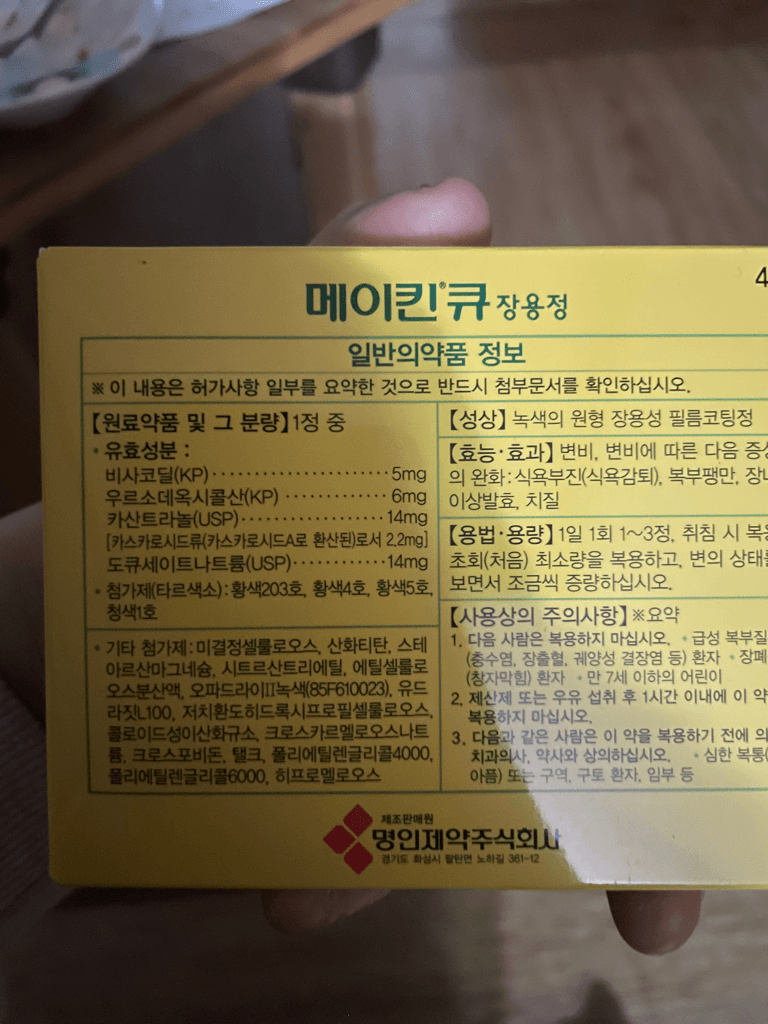 4
메이킨®큐 장용정
일반의약품 정보
※ 이 내용은 허가사항 일부를 요약한 것으로 반드시 첨부문서를 확인하십시오.
【원료약품 및 그 분량】1정 중
• 유효성분 :
비사코딜(KP) ······················ 5mg
우르소데옥시콜산(KP) ············· 6mg
카산트라놀(USP) ·················· 14mg
[카스카로시드류(카스카로시드A로 환산된)로서 2.2mg]
도큐세이트나트륨(USP) ············ 14mg
• 첨가제(타르색소) : 황색203호, 황색4호, 황색5호,
청색1호
• 기타 첨가제 : 미결정셀룰로오스, 산화티탄, 스테
아르산마그네슘, 시트르산트리에틸, 에틸셀룰로
오스분산액, 오파드라이II녹색(85F610023), 유드
라짓L100, 저치환도히드록시프로필셀룰로오스,
콜로이드성이산화규소, 크로스카르멜로오스나트
륨, 크로스포비돈, 탤크, 폴리에틸렌글리콜4000,
폴리에틸렌글리콜6000, 히프로멜로오스
【성상】 녹색의 원형 장용성 필름코팅정
【효능·효과】 변비, 변비에 따른 다음 증상
의 완화 : 식욕부진(식욕감퇴), 복부팽만, 장내
이상발효, 치질
【용법·용량】 1일 1회 1~3정, 취침 시 복용
초회(처음) 최소량을 복용하고, 변의 상태를
보면서 조금씩 증량하십시오.
【사용상의 주의사항】 ※요약
1. 다음 사람은 복용하지 마십시오. • 급성 복부질
(충수염, 장출혈, 궤양성 결장염 등) 환자 • 장폐
(창자막힘) 환자 • 만 7세 이하의 어린이
2. 제산제 또는 우유 섭취 후 1시간 이내에 이 약
복용하지 마십시오.
3. 다음과 같은 사람은 이 약을 복용하기 전에 의
치과의사, 약사와 상의하십시오. • 심한 복통(
아픔) 또는 구역, 구토 환자, 임부 등
제조판매원
명인제약주식회사
경기도 화성시 팔탄면 노하길 361-12